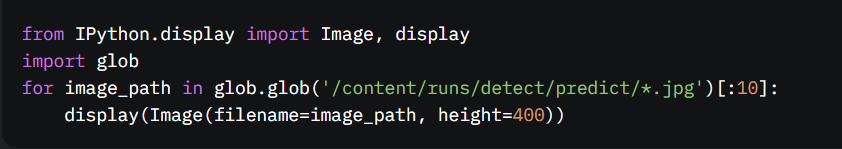 from IPython.display import Image, display
import glob
for image_path in glob.glob('/content/runs/detect/predict/*.jpg')[:10]:
    display(Image(filename=image_path, height=400))